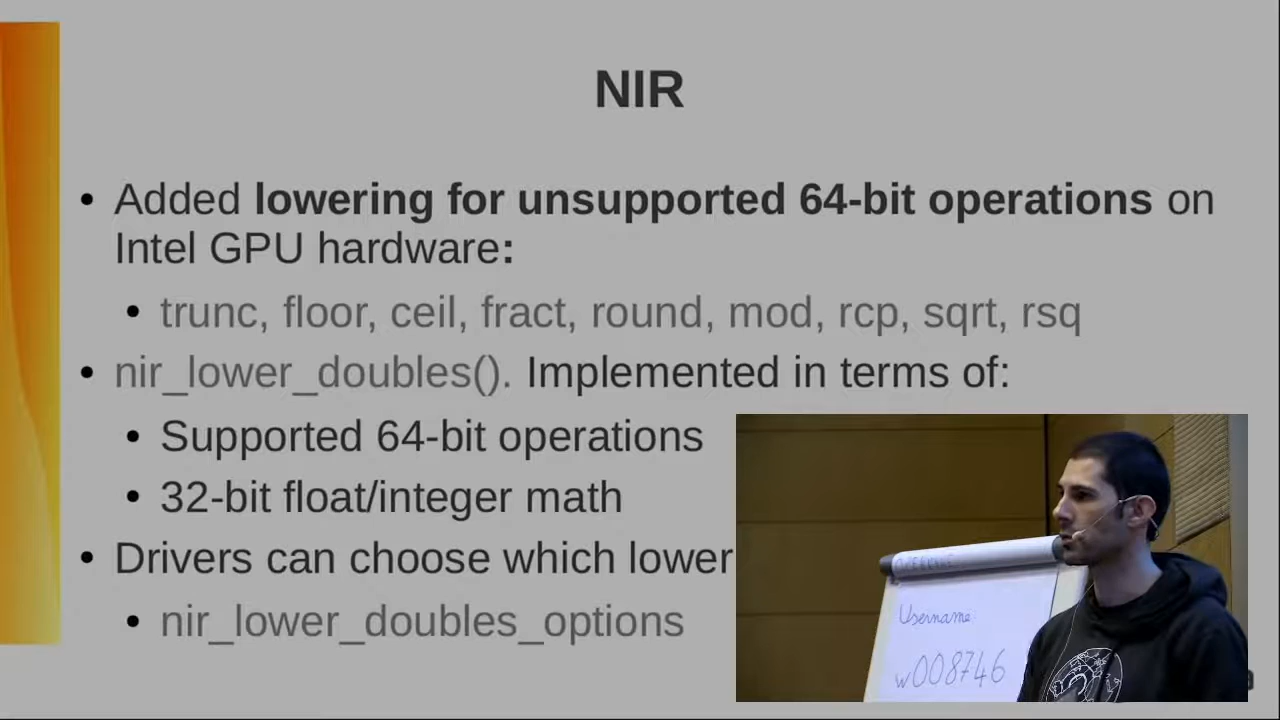 NIR
• Added lowering for unsupported 64-bit operations on
Intel GPU hardware:
• trunc, floor, ceil, fract, round, mod, rcp, sqrt, rsq
• nir_lower_doubles(). Implemented in terms of:
• Supported 64-bit operations
• 32-bit float/integer math
• Drivers can choose which lower
• nir_lower_doubles_options
Username
w008746